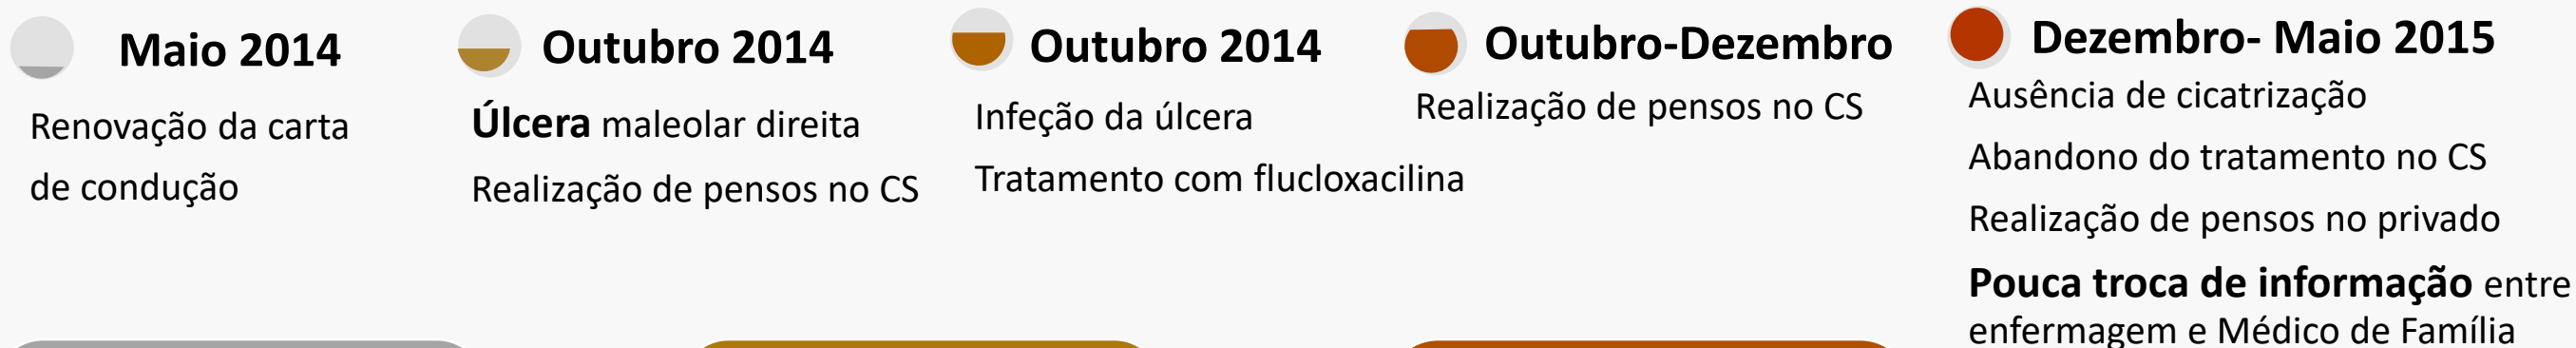 Maio 2014
Renovação da carta
de condução
Outubro 2014
Úlcera maleolar direita
Realização de pensos no CS
Outubro 2014
Infeção da úlcera
Tratamento com flucloxacilina
Outubro-Dezembro
Realização de pensos no CS
Dezembro- Maio 2015
Ausência de cicatrização
Abandono do tratamento no CS
Realização de pensos no privado
Pouca troca de informação entre
enfermagem e Médico de Família